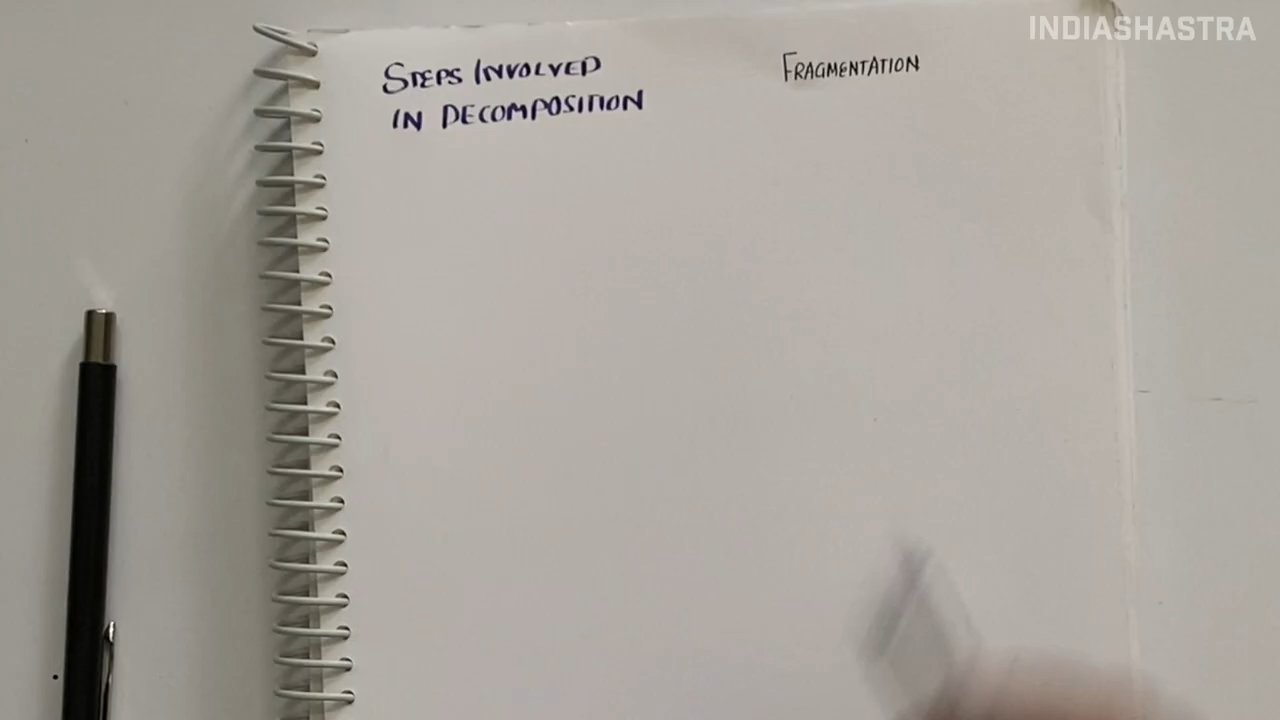 INDIASHASTRA
STEPS INVOLVED
IN DECOMPOSITION
FRAGMENTATION